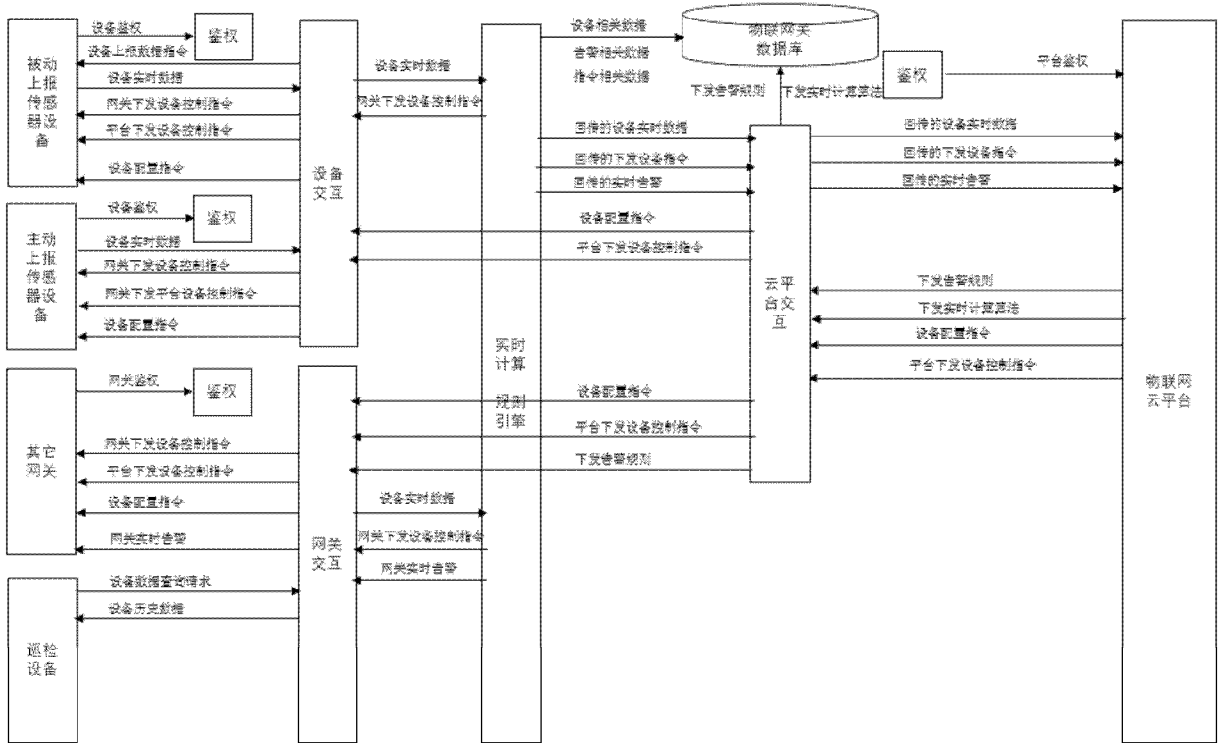 设备鉴权
鉴权
设备上报数据指令
被动
上报
传感
器设
备
设备实时数据
网关下发设备控制指令
平台下发设备控制指令
设备配置指令
设备鉴权
鉴权
主动
上报
传感
器设
备
设备实时数据
网关下发设备控制指令
网关下发平台设备控制指令
设备配置指令
设备
交互
设备实时数据
网关下发设备控制指令
网关鉴权
鉴权
其它
网关
网关下发设备控制指令
平台下发设备控制指令
设备配置指令
网关实时告警
巡检
设备
设备数据查询请求
设备历史数据
网关
交互
设备实时数据
网关下发设备控制指令
网关实时告警
实时
计算
规则
引擎
设备相关数据
告警相关数据
指令相关数据
物联网关
数据库
下发告警规则
下发实时计算算法
回传的设备实时数据
回传的下发设备指令
回传的实时告警
设备配置指令
平台下发设备控制指令
设备配置指令
平台下发设备控制指令
下发告警规则
云平
台交
互
鉴权
平台鉴权
回传的设备实时数据
回传的下发设备指令
回传的实时告警
下发告警规则
下发实时计算算法
设备配置指令
平台下发设备控制指令
物联网
云平台